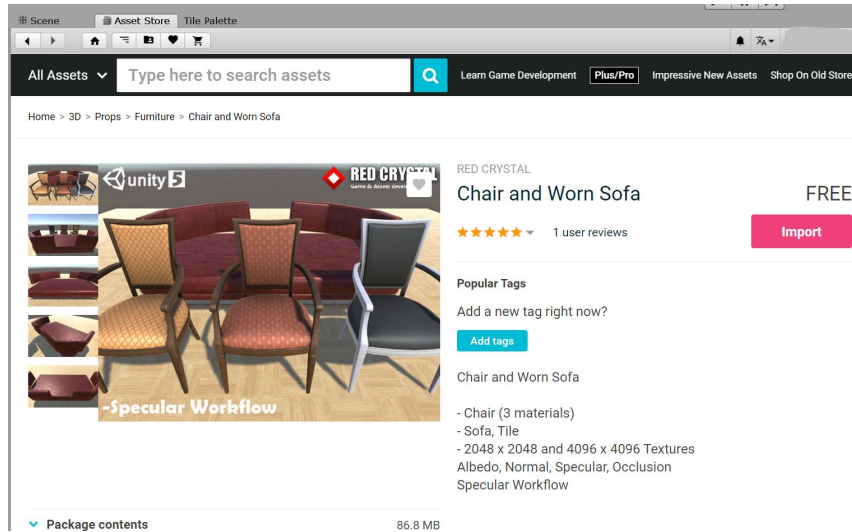 Scene
Asset Store
Tile Palette
All Assets
Type here to search assets
Learn Game Development
Plus/Pro
Impressive New Assets
Shop On Old Store
Home > 3D > Props > Furniture > Chair and Worn Sofa
unity 5
RED CRYSTAL
Game & Assets
-Specular Workflow
RED CRYSTAL
Chair and Worn Sofa
FREE
1 user reviews
Import
Popular Tags
Add a new tag right now?
Add tags
Chair and Worn Sofa
- Chair (3 materials)
- Sofa, Tile
- 2048 x 2048 and 4096 x 4096 Textures
Albedo, Normal, Specular, Occlusion
Specular Workflow
Package contents
86.8 MB